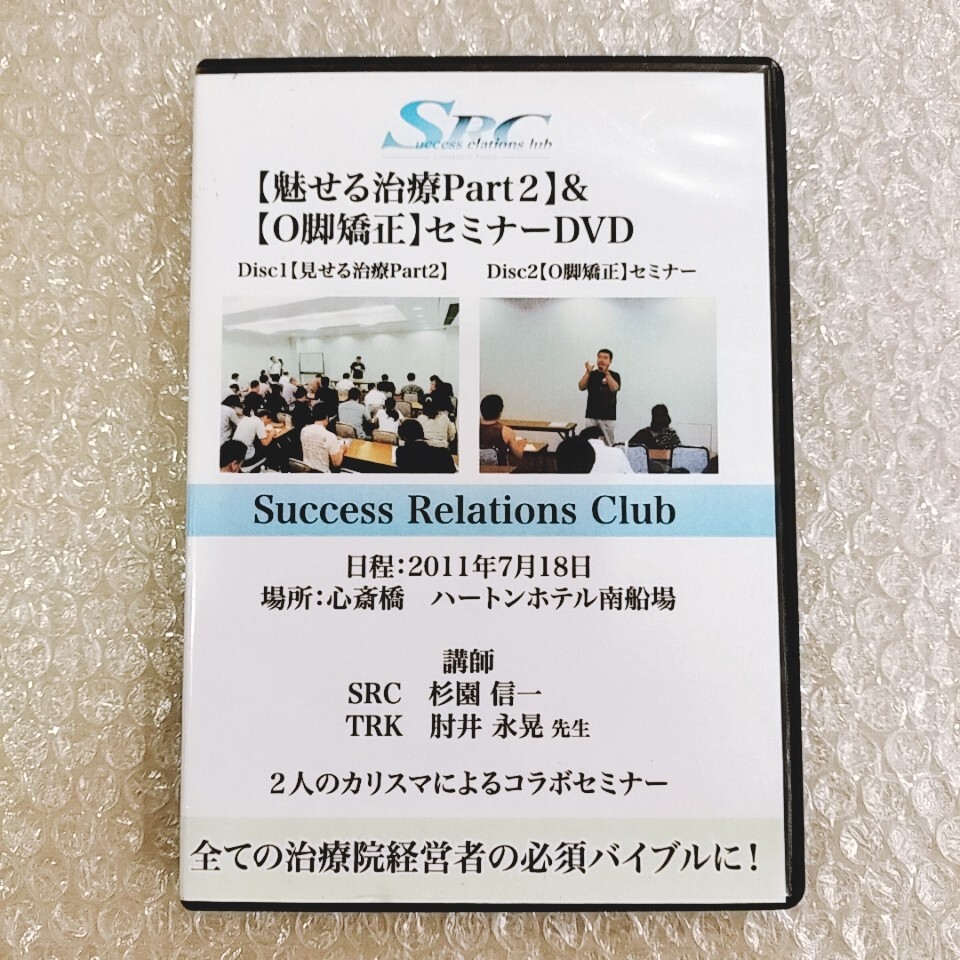 SRC
Success Relations Club
【魅せる治療Part２】&
【O脚矯正】セミナーDVD
Disc1【見せる治療Part2】 Disc2【O脚矯正】セミナー
Success Relations Club
日程：2011年7月18日
場所：心斎橋　ハートンホテル南船場
講師
SRC　杉園 信一
TRK　肘井 永晃 先生
２人のカリスマによるコラボセミナー
全ての治療院経営者の必須バイブルに！